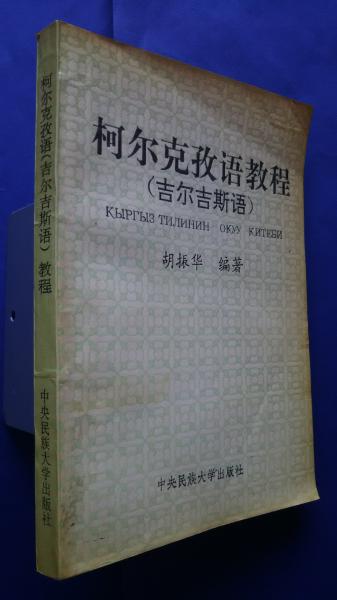 柯尔克孜语教程
(吉尔吉斯语)
КЫРГЫЗ ТИЛИНИН ОКУУ КИТЕБИ
胡振华 编著
中央民族大学出版社
柯尔克孜语(吉尔吉斯语) 教程
中央民族大学出版社